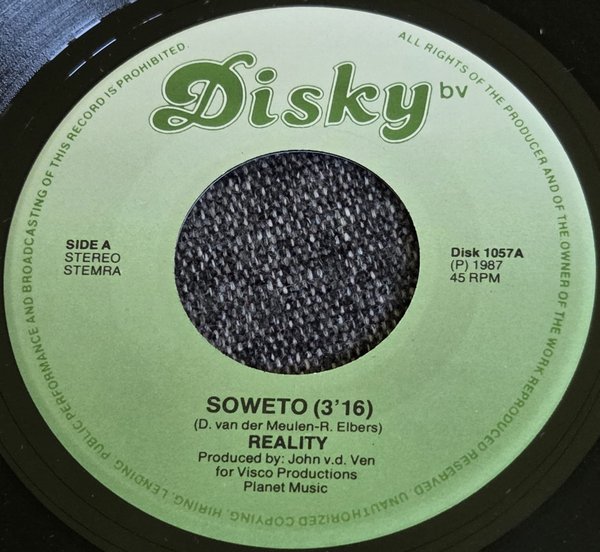 Disky bv
ALL RIGHTS OF THE PRODUCER AND OF THE OWNER OF THE WORK REPRODUCED RESERVED. UNAUTHORIZED COPYING, HIRING, LENDING, PUBLIC PERFORMANCE AND BROADCASTING OF THIS RECORD IS PROHIBITED.
SIDE A
STEREO
STEMRA
Disk 1057A
(P) 1987
45 RPM
SOWETO (3'16)
(D. van der Meulen-R. Elbers)
REALITY
Produced by: John v.d. Ven
for Visco Productions
Planet Music